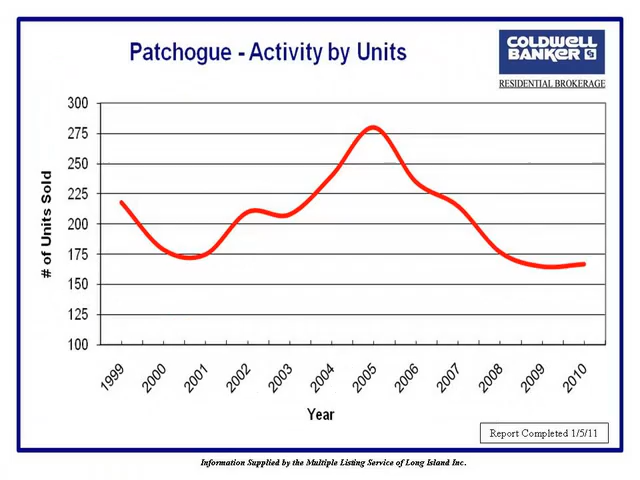 Patchogue - Activity by Units
COLDWELL
BANKER
RESIDENTIAL BROKERAGE
300
275
250
225
200
175
150
125
100
# of Units Sold
1999
2000
2001
2002
2003
2004
2005
2006
2007
2008
2009
2010
Year
Report Completed 1/5/11
Information Supplied by the Multiple Listing Service of Long Island Inc.